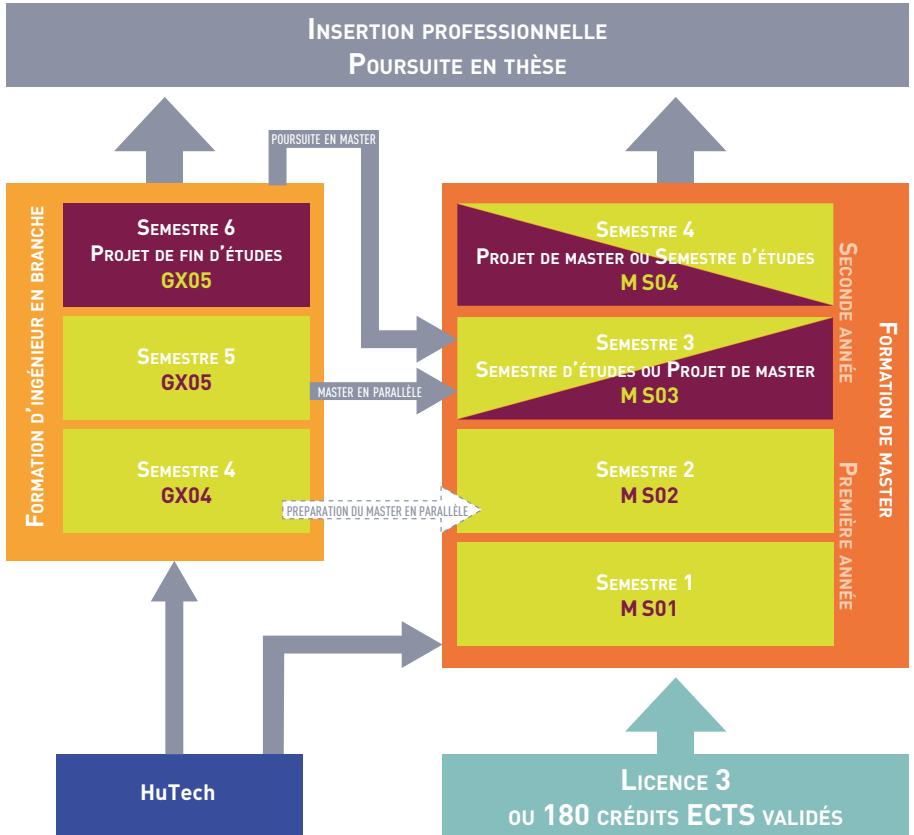 Insertion professionnelle
Poursuite en thèse
Poursuite en master
Formation d'ingénieur en branche
Semestre 6
Projet de fin d'études
GX05
Semestre 5
GX05
Semestre 4
GX04
Master en parallèle
Preparation du master en parallèle
Semestre 4
Projet de master ou Semestre d'études
M S04
Semestre 3
Semestre d'études ou Projet de master
M S03
Semestre 2
M S02
Semestre 1
M S01
Seconde année
Première année
Formation de master
HuTech
Licence 3
ou 180 crédits ECTS validés